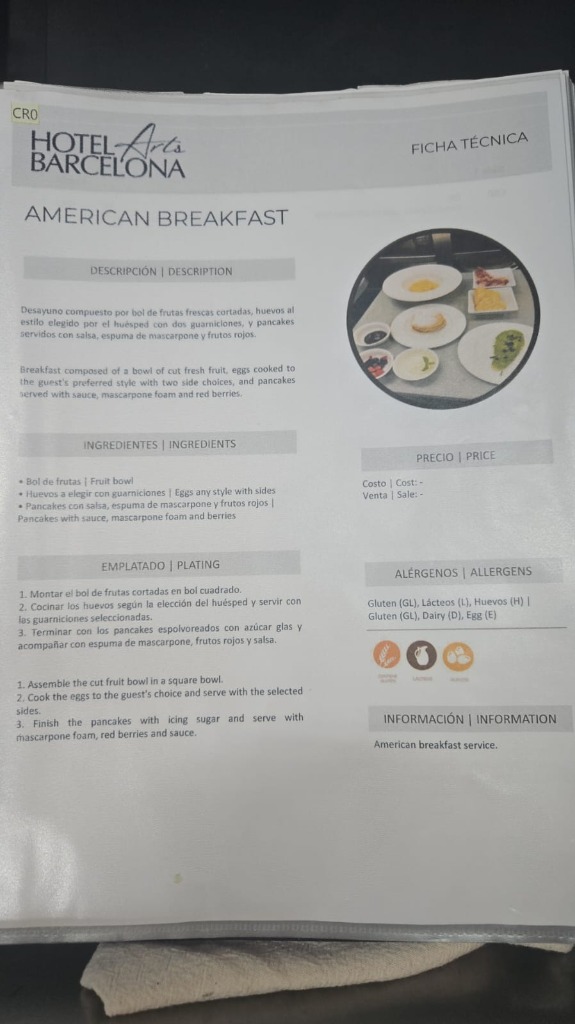 CR0
HOTEL Arts
BARCELONA
FICHA TÉCNICA
AMERICAN BREAKFAST
DESCRIPCIÓN | DESCRIPTION
Desayuno compuesto por bol de frutas frescas cortadas, huevos al
estilo elegido por el huésped con dos guarniciones, y pancakes
servidos con salsa, espuma de mascarpone y frutos rojos.
Breakfast composed of a bowl of cut fresh fruit, eggs cooked to
the guest's preferred style with two side choices, and pancakes
served with sauce, mascarpone foam and red berries.
INGREDIENTES | INGREDIENTS
• Bol de frutas | Fruit bowl
• Huevos a elegir con guarniciones | Eggs any style with sides
• Pancakes con salsa, espuma de mascarpone y frutos rojos |
Pancakes with sauce, mascarpone foam and berries
EMPLATADO | PLATING
1. Montar el bol de frutas cortadas en bol cuadrado.
2. Cocinar los huevos según la elección del huésped y servir con
las guarniciones seleccionadas.
3. Terminar con los pancakes espolvoreados con azúcar glas y
acompañar con espuma de mascarpone, frutos rojos y salsa.
1. Assemble the cut fruit bowl in a square bowl.
2. Cook the eggs to the guest's choice and serve with the selected
sides.
3. Finish the pancakes with icing sugar and serve with
mascarpone foam, red berries and sauce.
PRECIO | PRICE
Costo | Cost: -
Venta | Sale: -
ALÉRGENOS | ALLERGENS
Gluten (GL), Lácteos (L), Huevos (H) |
Gluten (GL), Dairy (D), Egg (E)
INFORMACIÓN | INFORMATION
American breakfast service.